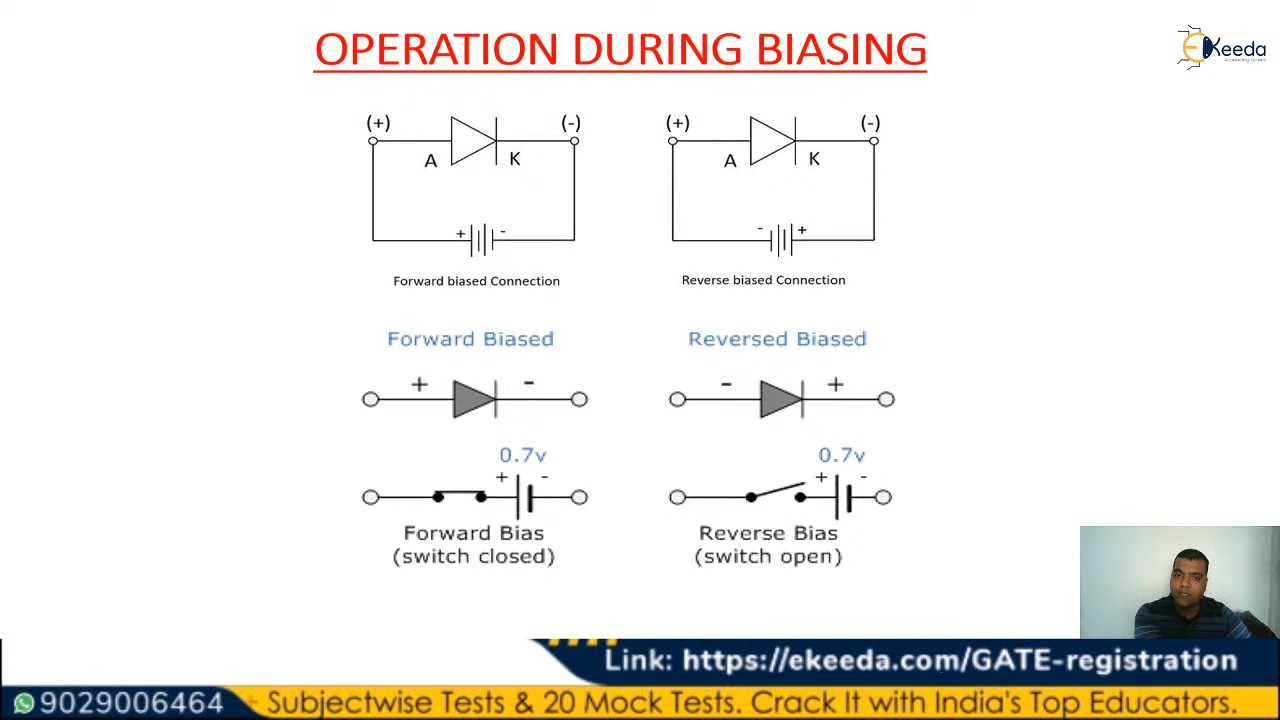 OPERATION DURING BIASING
EKeeda
(+) (-) (+) (-)
A K A K
+ - - +
Forward biased Connection Reverse biased Connection
Forward Biased Reversed Biased
+ - - +
0.7v 0.7v
+ - + -
Forward Bias Reverse Bias
(switch closed) (switch open)
Link: https://ekeeda.com/GATE-registration
9029006464 Subjectwise Tests & 20 Mock Tests. Crack It with India's Top Educators.